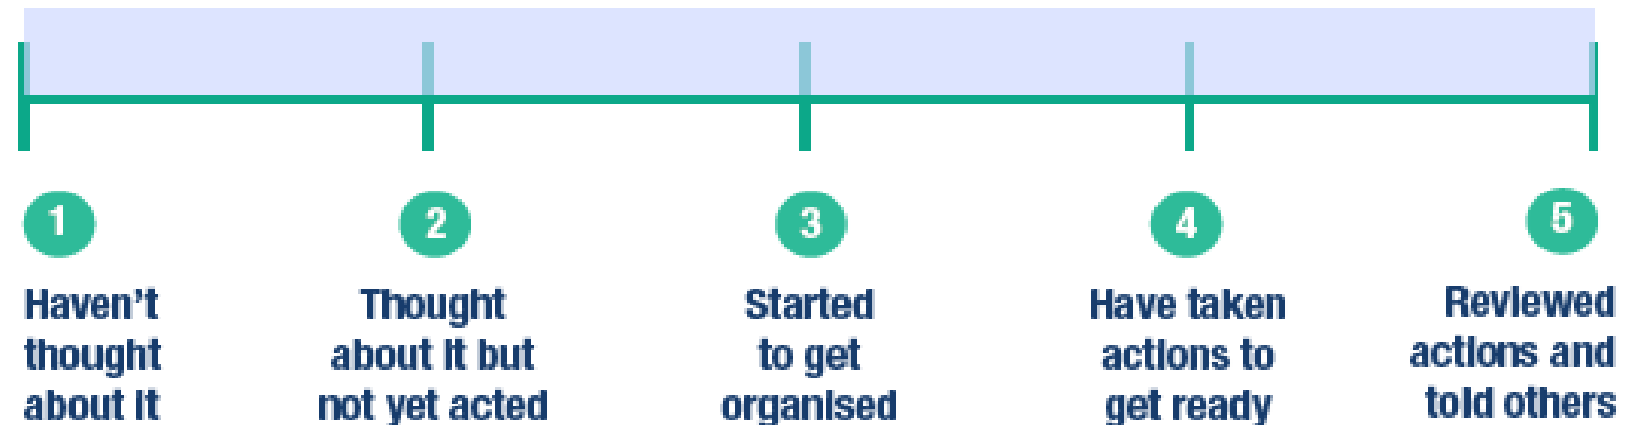 1
Haven't
thought
about it
2
Thought
about it but
not yet acted
3
Started
to get
organised
4
Have taken
actions to
get ready
5
Reviewed
actions and
told others